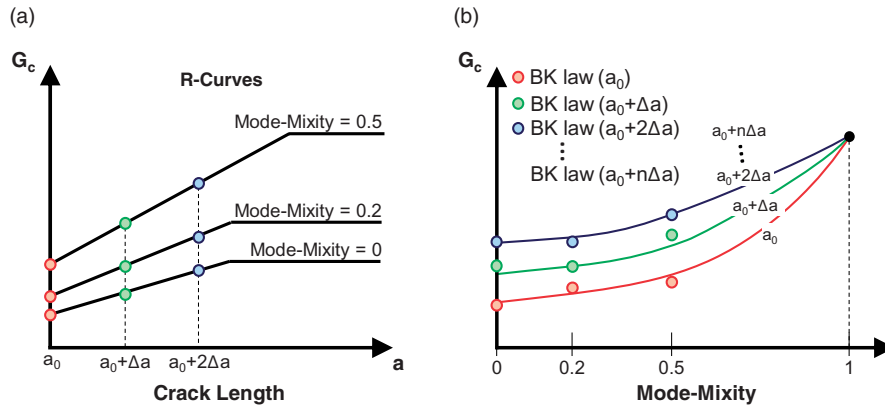 (a)
G_c
R-Curves
Mode-Mixity = 0.5
Mode-Mixity = 0.2
Mode-Mixity = 0
a₀
a₀+Δa
a₀+2Δa
a
Crack Length
(b)
G_c
BK law (a₀)
BK law (a₀+Δa)
BK law (a₀+2Δa)
BK law (a₀+nΔa)
a₀+nΔa
a₀+2Δa
a₀+Δa
a₀
0
0.2
0.5
1
Mode-Mixity